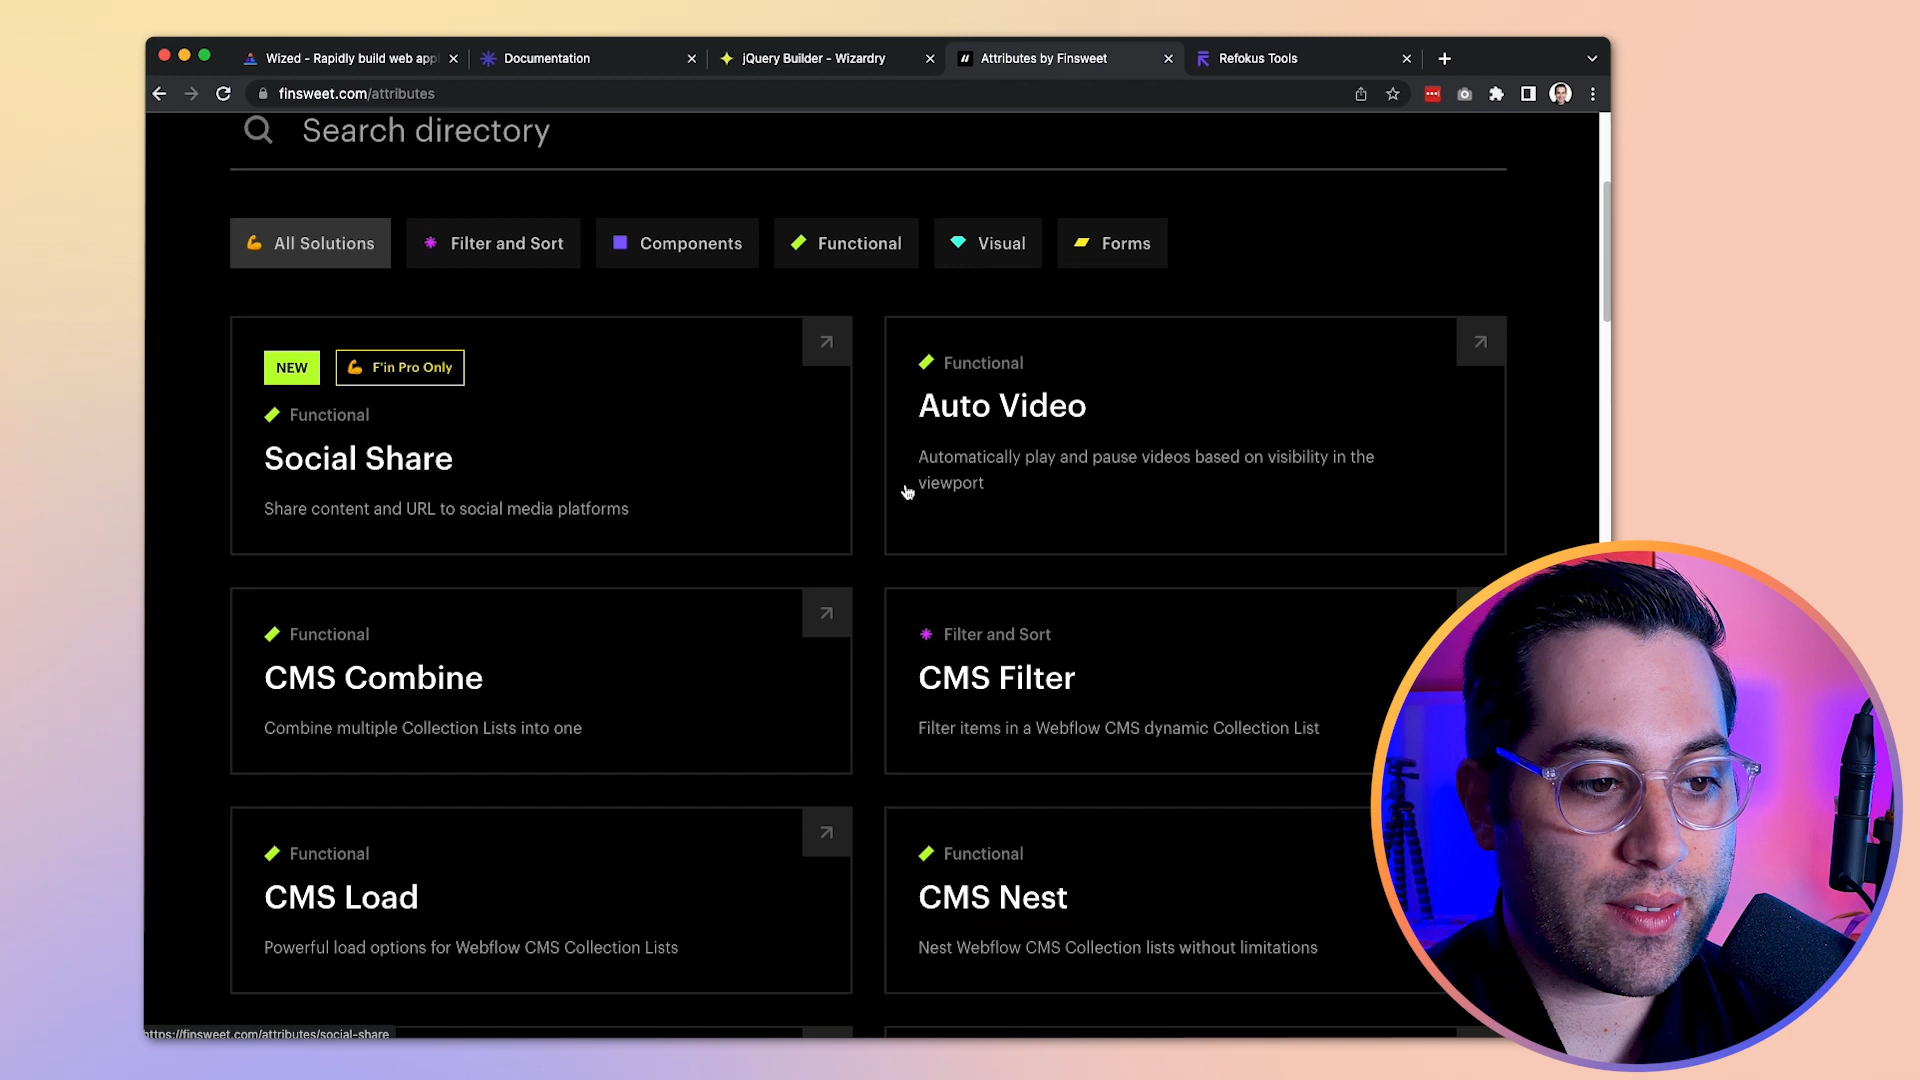 Wized - Rapidly build web appl
Documentation
jQuery Builder - Wizardry
Attributes by Finsweet
Refokus Tools
finsweet.com/attributes
Search directory
All Solutions
Filter and Sort
Components
Functional
Visual
Forms
NEW
F'in Pro Only
Functional
Social Share
Share content and URL to social media platforms
Functional
Auto Video
Automatically play and pause videos based on visibility in the
viewport
Functional
CMS Combine
Combine multiple Collection Lists into one
Filter and Sort
CMS Filter
Filter items in a Webflow CMS dynamic Collection List
Functional
CMS Load
Powerful load options for Webflow CMS Collection Lists
Functional
CMS Nest
Nest Webflow CMS Collection lists without limitations
https://finsweet.com/attributes/social-share